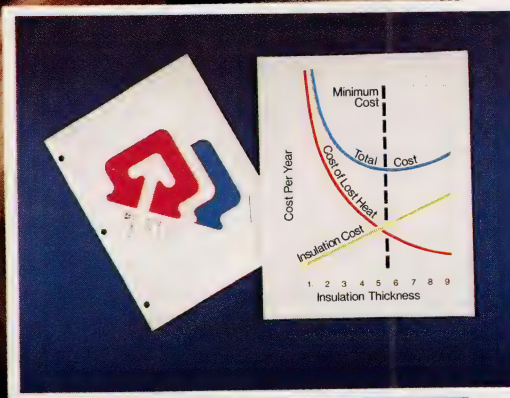 Minimum
Cost
Total Cost
Cost of Lost Heat
Insulation Cost
Cost Per Year
1 2 3 4 5 6 7 8 9
Insulation Thickness